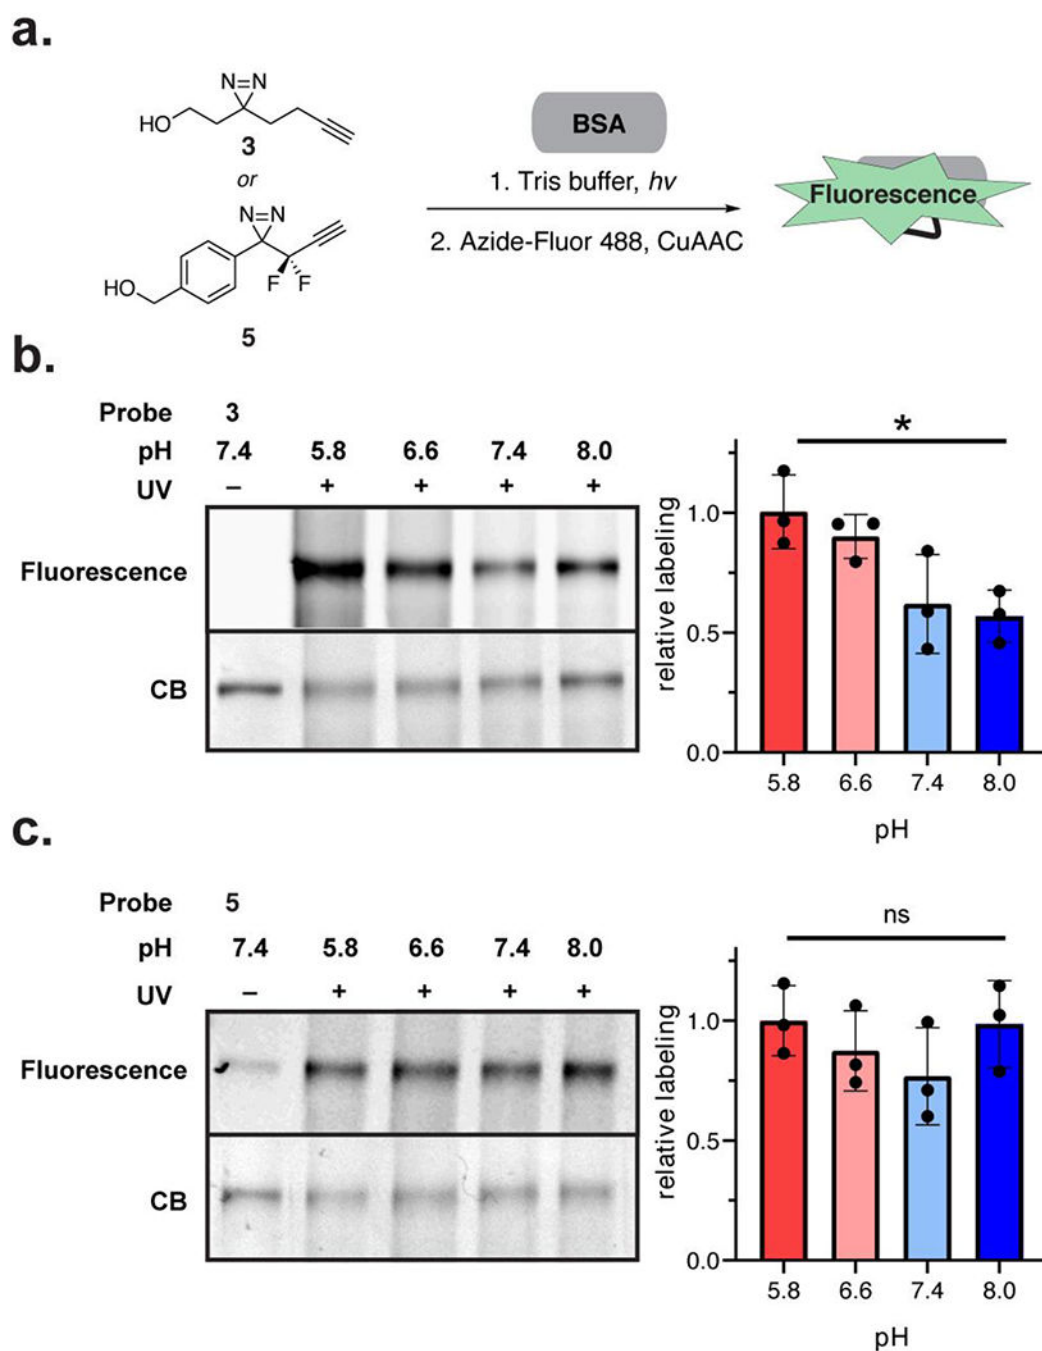 a.
N=N
HO
3
or
N=N
F F
HO
5
BSA
1. Tris buffer, hv
2. Azide-Fluor 488, CuAAC
Fluorescence
b.
Probe 3
pH 7.4 5.8 6.6 7.4 8.0
UV – + + + +
Fluorescence
CB
*
relative labeling
1.0
0.5
0.0
5.8 6.6 7.4 8.0
pH
c.
Probe 5
pH 7.4 5.8 6.6 7.4 8.0
UV – + + + +
Fluorescence
CB
ns
relative labeling
1.0
0.5
0.0
5.8 6.6 7.4 8.0
pH